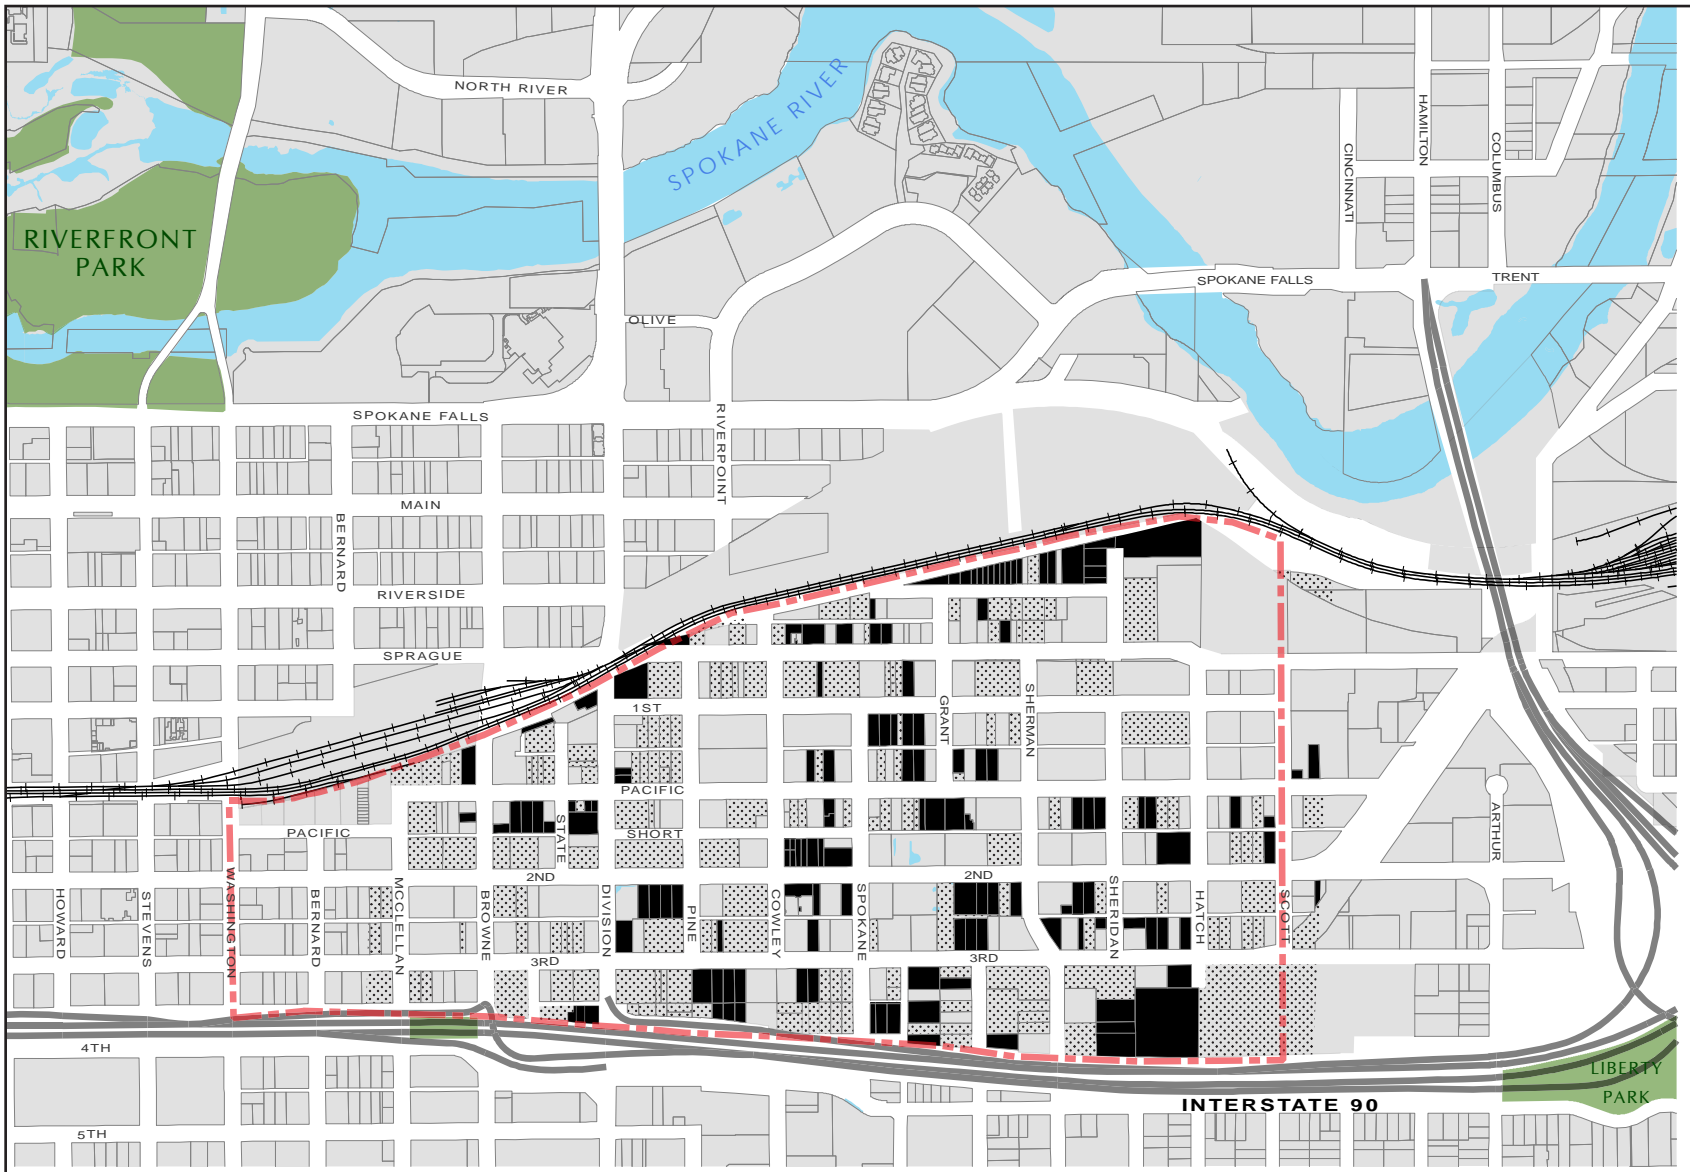 NORTH RIVER
SPOKANE RIVER
HAMILTON
COLUMBUS
CINCINNATI
RIVERFRONT
PARK
SPOKANE FALLS
TRENT
OLIVE
SPOKANE FALLS
RIVERPOINT
MAIN
BERNARD
RIVERSIDE
SPRAGUE
1ST
GRANT
SHERMAN
PACIFIC
PACIFIC
STATE
SHORT
ARTHUR
2ND
2ND
HOWARD
STEVENS
WASHINGTON
BERNARD
MCCLELLAN
BROWNE
DIVISION
PINE
COWLEY
SPOKANE
SHERIDAN
HATCH
SCOTT
3RD
3RD
4TH
LIBERTY
PARK
INTERSTATE 90
5TH